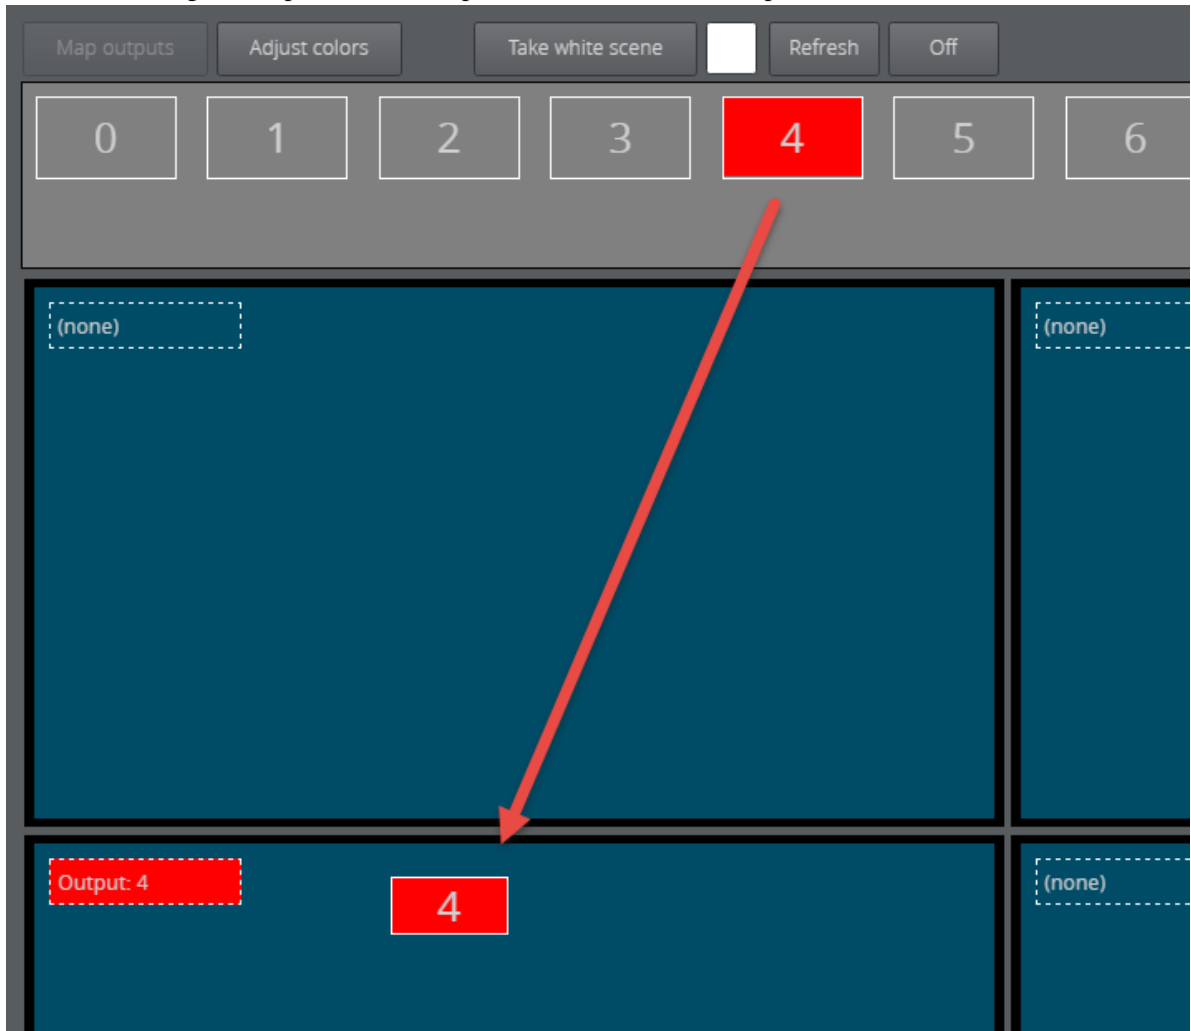 Map outputs Adjust colors Take white scene Refresh Off
0 1 2 3 4 5 6
(none) (none)
Output: 4 4 (none)